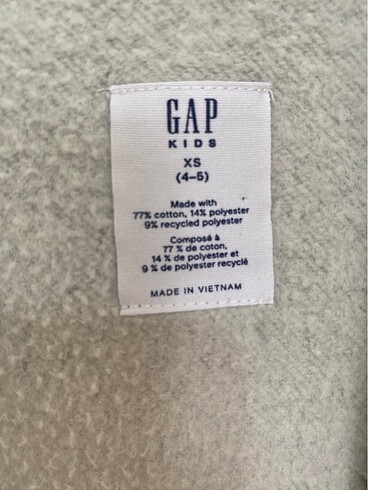 GAP
KIDS
XS
(4-5)
Made with
77% cotton, 14% polyester
9% recycled polyester
Composé à
77 % de coton,
14 % de polyester et
9 % de polyester recyclé
MADE IN VIETNAM